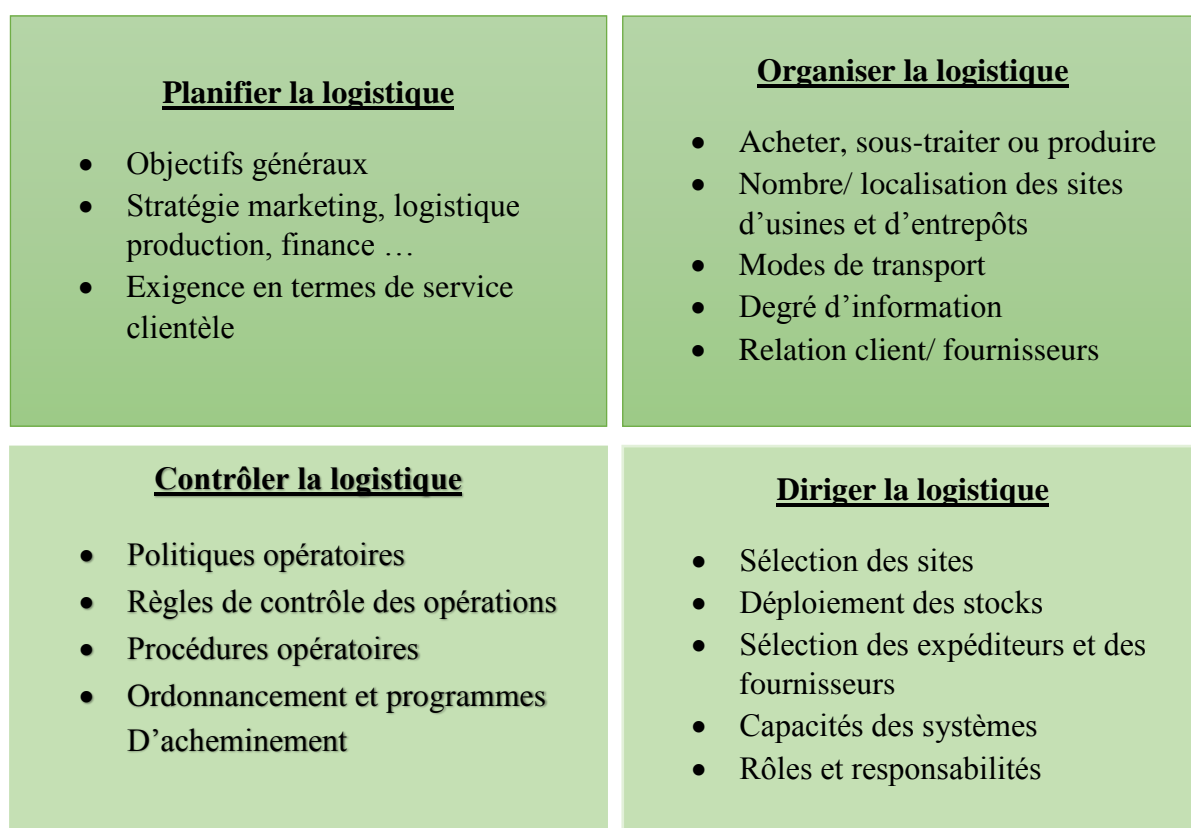 Planifier la logistique
• Objectifs généraux
• Stratégie marketing, logistique
production, finance …
• Exigence en termes de service
clientèle
Organiser la logistique
• Acheter, sous-traiter ou produire
• Nombre/ localisation des sites
d’usines et d’entrepôts
• Modes de transport
• Degré d’information
• Relation client/ fournisseurs
Contrôler la logistique
• Politiques opératoires
• Règles de contrôle des opérations
• Procédures opératoires
• Ordonnancement et programmes
D’acheminement
Diriger la logistique
• Sélection des sites
• Déploiement des stocks
• Sélection des expéditeurs et des
fournisseurs
• Capacités des systèmes
• Rôles et responsabilités